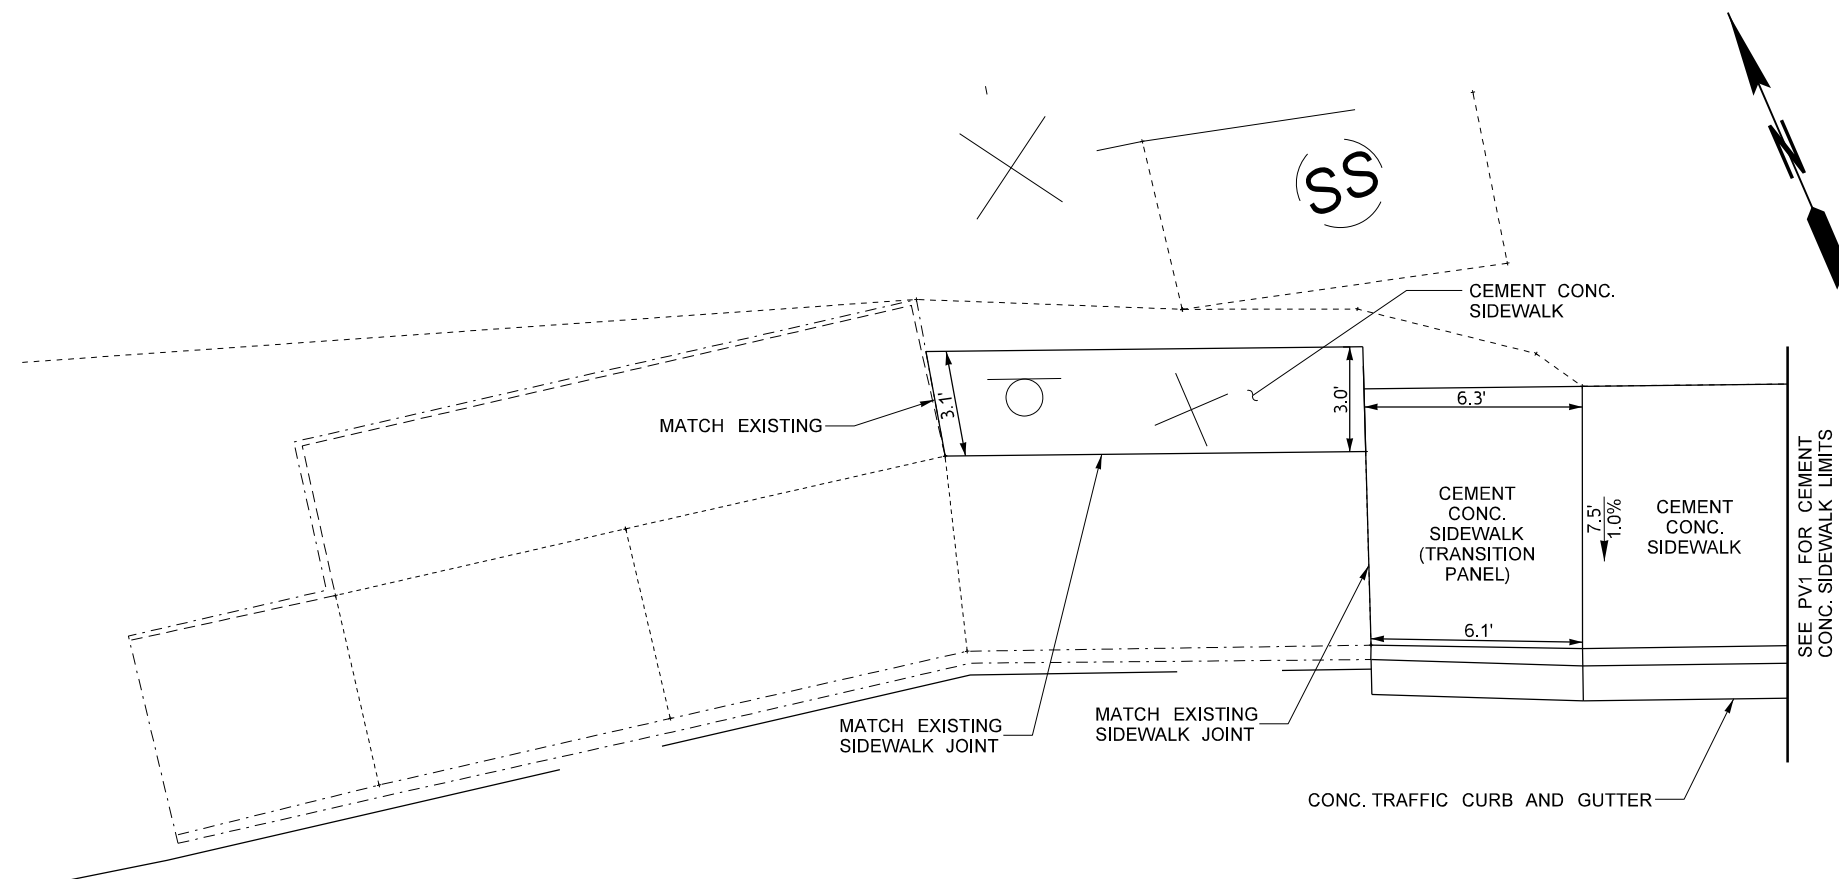 N
SS
CEMENT CONC.
SIDEWALK
MATCH EXISTING
3.1'
3.0'
6.3'
CEMENT
CONC.
SIDEWALK
(TRANSITION
PANEL)
7.5'
1.0%
CEMENT
CONC.
SIDEWALK
SEE PV1 FOR CEMENT
CONC. SIDEWALK LIMITS
6.1'
MATCH EXISTING
SIDEWALK JOINT
MATCH EXISTING
SIDEWALK JOINT
CONC. TRAFFIC CURB AND GUTTER